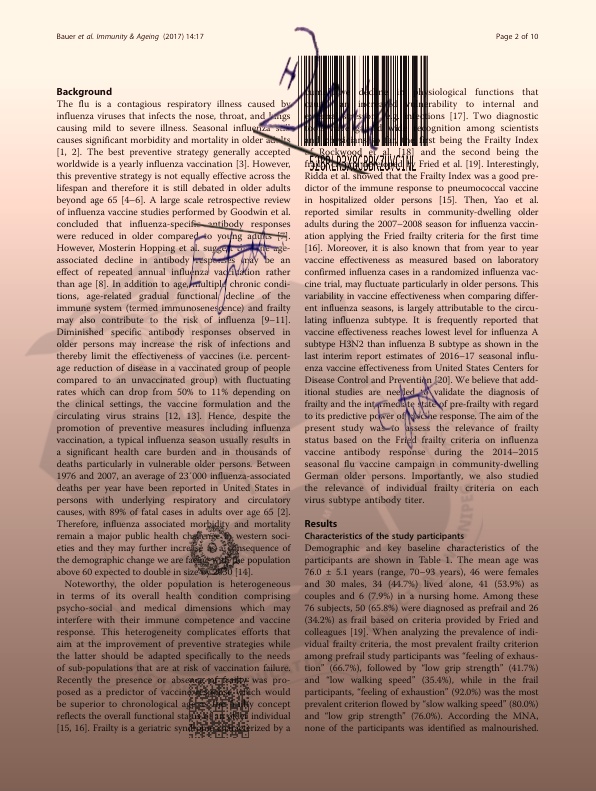 Bauer et al. Immunity & Ageing (2017) 14:17
Page 2 of 10
Background
The flu is a contagious respiratory illness caused by
influenza viruses that infects the nose, throat, and lungs
causing mild to severe illness. Seasonal influenza still
causes significant morbidity and mortality in older adults
[1, 2]. The best preventive strategy generally accepted
worldwide is a yearly influenza vaccination [3]. However,
this preventive strategy is not equally effective across the
lifespan and therefore it is still debated in older adults
beyond age 65 [4–6]. A large scale retrospective review
of influenza vaccine studies performed by Goodwin et al.
concluded that influenza-specific antibody responses
were reduced in older compared to young adults [7].
However, Mosterin Hopping et al. suggest age-
associated decline in antibody responses may be an
effect of repeated annual influenza vaccination rather
than age [8]. In addition to age, multiple chronic condi-
tions, age-related gradual functional decline of the
immune system (termed immunosenescence) and frailty
may also contribute to the risk of influenza [9–11].
Diminished specific antibody responses observed in
older persons may increase the risk of infections and
thereby limit the effectiveness of vaccines (i.e. percent-
age reduction of disease in a vaccinated group of people
compared to an unvaccinated group) with fluctuating
rates which can drop from 50% to 11% depending on
the clinical settings, the vaccine formulation and the
circulating virus strains [12, 13]. Hence, despite the
promotion of preventive measures including influenza
vaccination, a typical influenza season usually results in
a significant health care burden and in thousands of
deaths particularly in vulnerable older persons. Between
1976 and 2007, an average of 23'000 influenza-associated
deaths per year have been reported in United States in
persons with underlying respiratory and circulatory
causes, with 89% of fatal cases in adults over age 65 [2].
Therefore, influenza associated morbidity and mortality
remain a major public health challenge in western soci-
eties and they may further increase as a consequence of
the demographic change we are facing with the population
above 60 expected to double in size by 2050 [14].
Noteworthy, the older population is heterogeneous
in terms of its overall health condition comprising
psycho-social and medical dimensions which may
interfere with their immune competence and vaccine
response. This heterogeneity complicates efforts that
aim at the improvement of preventive strategies while
the latter should be adapted specifically to the needs
of sub-populations that are at risk of vaccination failure.
Recently the presence or absence of frailty was pro-
posed as a predictor of vaccine which would
be superior to chronological age. The frailty concept
reflects the overall functional status of an older individual
[15, 16]. Frailty is a geriatric syndrome characterized by a
decline in physiological functions that
an increased vulnerability to internal and
[17]. Two diagnostic
recognition among scientists
first being the Frailty Index
Rockwood et al. [18] and the second being the
frailty by Fried et al. [19]. Interestingly,
Ridda et al. showed that the Frailty Index was a good pre-
dictor of the immune response to pneumococcal vaccine
in hospitalized older persons [15]. Then, Yao et al.
reported similar results in community-dwelling older
adults during the 2007–2008 season for influenza vaccin-
ation applying the Fried frailty criteria for the first time
[16]. Moreover, it is also known that from year to year
vaccine effectiveness as measured based on laboratory
confirmed influenza cases in a randomized influenza vac-
cine trial, may fluctuate particularly in older persons. This
variability in vaccine effectiveness when comparing differ-
ent influenza seasons, is largely attributable to the circu-
lating influenza subtype. It is frequently reported that
vaccine effectiveness reaches lowest level for influenza A
subtype H3N2 than influenza B subtype as shown in the
last interim report estimates of 2016–17 seasonal influ-
enza vaccine effectiveness from United States Centers for
Disease Control and Prevention [20]. We believe that add-
itional studies are needed to validate the diagnosis of
frailty and the intermediate state of pre-frailty with regard
to its predictive power of vaccine response. The aim of the
present study was to assess the relevance of frailty
status based on the Fried frailty criteria on influenza
vaccine antibody response during the 2014–2015
seasonal flu vaccine campaign in community-dwelling
German older persons. Importantly, we also studied
the relevance of individual frailty criteria on each
virus subtype antibody titer.
Results
Characteristics of the study participants
Demographic and key baseline characteristics of the
participants are shown in Table 1. The mean age was
76.0 ± 5.1 years (range, 70–93 years), 46 were females
and 30 males, 34 (44.7%) lived alone, 41 (53.9%) as
couples and 6 (7.9%) in a nursing home. Among these
76 subjects, 50 (65.8%) were diagnosed as prefrail and 26
(34.2%) as frail based on criteria provided by Fried and
colleagues [19]. When analyzing the prevalence of indi-
vidual frailty criteria, the most prevalent frailty criterion
among prefrail study participants was "feeling of exhaus-
tion" (66.7%), followed by "low grip strength" (41.7%)
and "low walking speed" (35.4%), while in the frail
participants, "feeling of exhaustion" (92.0%) was the most
prevalent criterion flowed by "slow walking speed" (80.0%)
and "low grip strength" (76.0%). According the MNA,
none of the participants was identified as malnourished.